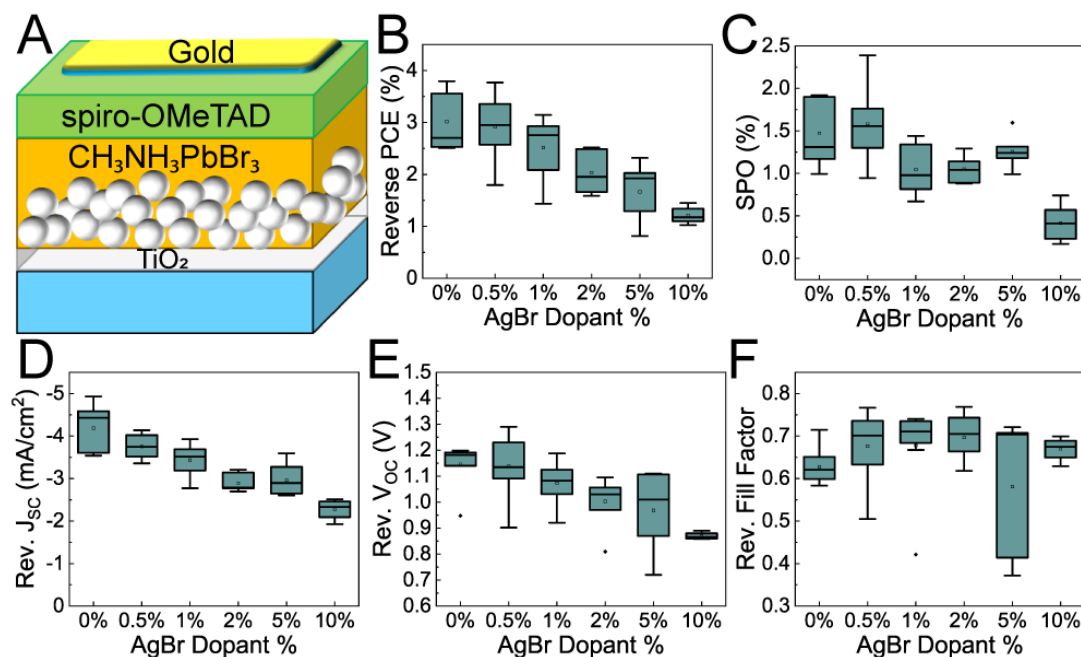 A
Gold
spiro-OMeTAD
CH₃NH₃PbBr₃
TiO₂
B
Reverse PCE (%)
4
3
2
1
0
0% 0.5% 1% 2% 5% 10%
AgBr Dopant %
C
SPO (%)
2.5
2.0
1.5
1.0
0.5
0.0
0% 0.5% 1% 2% 5% 10%
AgBr Dopant %
D
Rev. J_SC (mA/cm²)
-5
-4
-3
-2
-1
0
0% 0.5% 1% 2% 5% 10%
AgBr Dopant %
E
Rev. V_OC (V)
1.5
1.4
1.3
1.2
1.1
1.0
0.9
0.8
0.7
0.6
0% 0.5% 1% 2% 5% 10%
AgBr Dopant %
F
Rev. Fill Factor
0.8
0.7
0.6
0.5
0.4
0.3
0% 0.5% 1% 2% 5% 10%
AgBr Dopant %